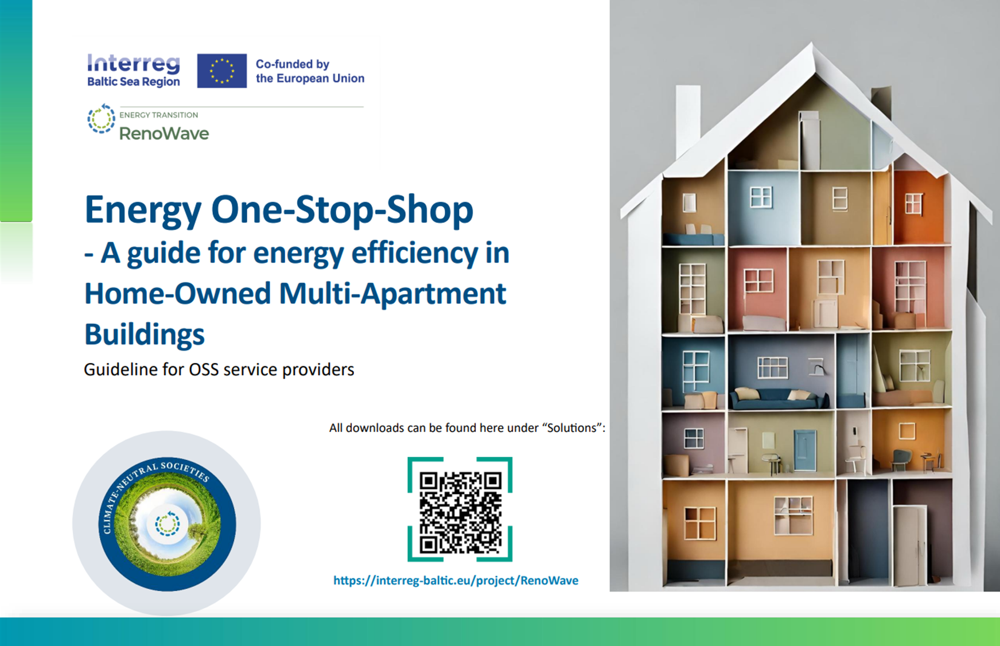 Interreg
Baltic Sea Region
Co-funded by
the European Union
ENERGY TRANSITION
RenoWave
Energy One-Stop-Shop
- A guide for energy efficiency in
Home-Owned Multi-Apartment
Buildings
Guideline for OSS service providers
All downloads can be found here under “Solutions”:
CLIMATE-NEUTRAL SOCIETIES
https://interreg-baltic.eu/project/RenoWave